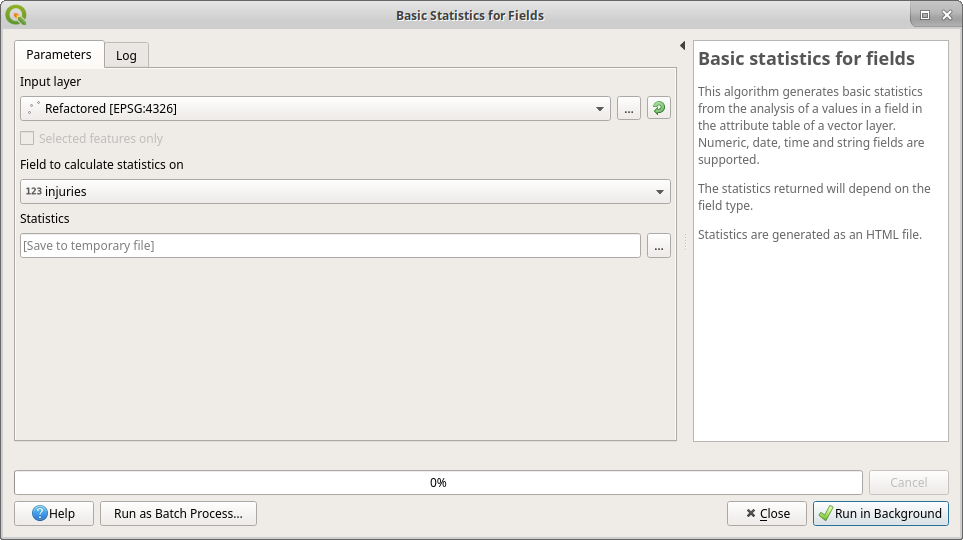 Basic Statistics for Fields
Parameters
Log
Input layer
Refactored [EPSG:4326]
...
Selected features only
Field to calculate statistics on
123 injuries
Statistics
[Save to temporary file]
...
Basic statistics for fields
This algorithm generates basic statistics
from the analysis of a values in a field in
the attribute table of a vector layer.
Numeric, date, time and string fields are
supported.
The statistics returned will depend on the
field type.
Statistics are generated as an HTML file.
0%
Cancel
Help
Run as Batch Process...
Close
Run in Background